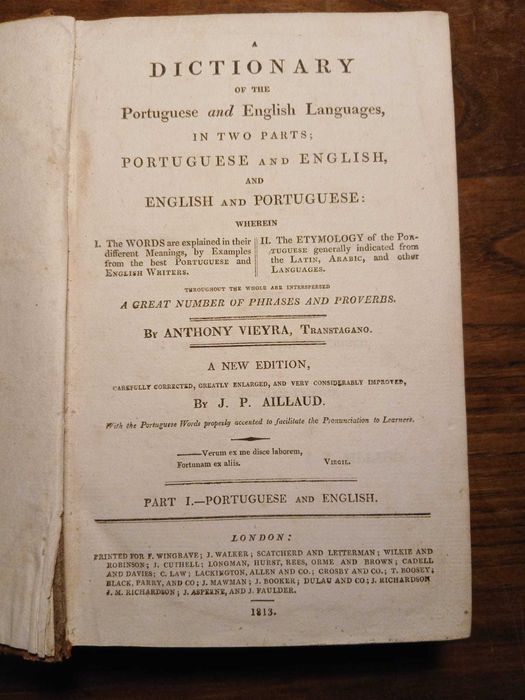 A
DICTIONARY
OF THE
Portuguese and English Languages,
IN TWO PARTS;
PORTUGUESE AND ENGLISH,
AND
ENGLISH AND PORTUGUESE:
WHEREIN
I. The WORDS are explained in their
different Meanings, by Examples
from the best PORTUGUESE and
ENGLISH WRITERS.
II. The ETYMOLOGY of the POR-
TUGUESE generally indicated from
the LATIN, ARABIC, and other
LANGUAGES.
THROUGHOUT THE WHOLE ARE INTERSPERSED
A GREAT NUMBER OF PHRASES AND PROVERBS.
BY ANTHONY VIEYRA, TRANSTAGANO.
A NEW EDITION,
CAREFULLY CORRECTED, GREATLY ENLARGED, AND VERY CONSIDERABLY IMPROVED,
BY J. P. AILLAUD.
With the Portuguese Words properly accented to facilitate the Pronunciation to Learners.
——Verum ex me disce laborem,
Fortunam ex aliis. VIRGIL.
PART I.—PORTUGUESE AND ENGLISH.
LONDON:
PRINTED FOR F. WINGRAVE; J. WALKER; SCATCHERD AND LETTERMAN; WILKIE AND
ROBINSON; J. CUTHELL; LONGMAN, HURST, REES, ORME AND BROWN; CADELL
AND DAVIES; C. LAW; LACKINGTON, ALLEN AND CO.; CROSBY AND CO.; T. BOOSEY;
BLACK, PARRY, AND CO; J. MAWMAN; J. BOOKER; DULAU AND CO; J. RICHARDSON
J. M. RICHARDSON; J. ASPERNE, AND J. FAULDER.
1813.